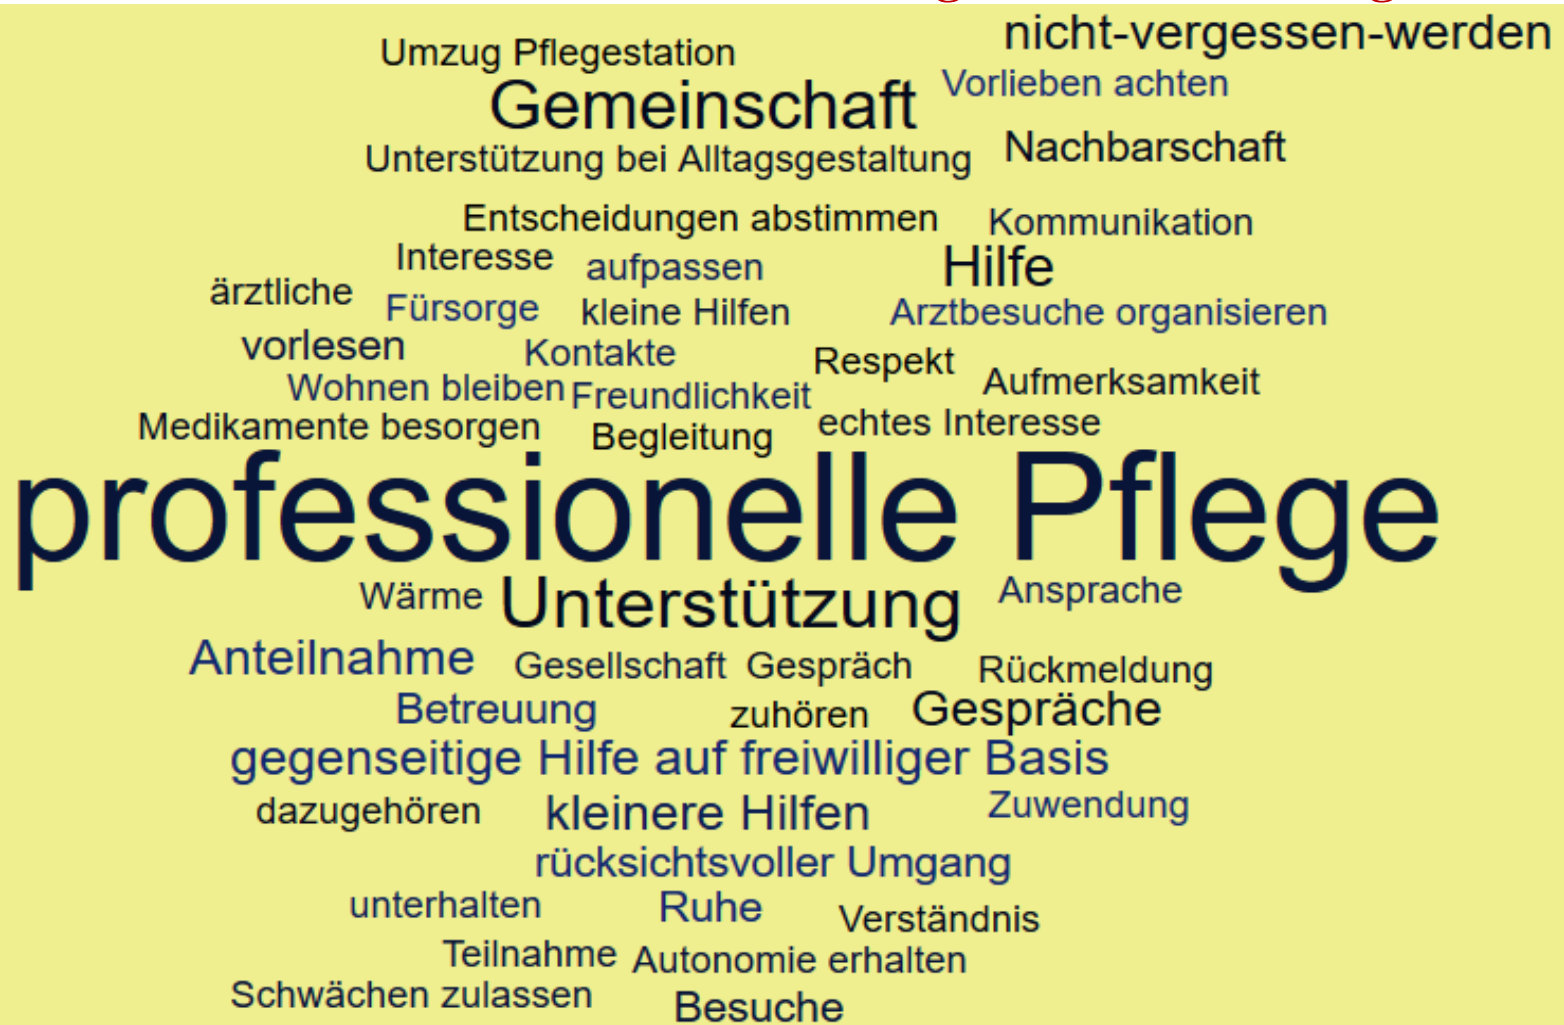 nicht-vergessen-werden
Umzug Pflegestation
Vorlieben achten
Gemeinschaft
Nachbarschaft
Unterstützung bei Alltagsgestaltung
Entscheidungen abstimmen
Kommunikation
Interesse
aufpassen
Hilfe
ärztliche
Fürsorge
kleine Hilfen
Arztbesuche organisieren
vorlesen
Kontakte
Respekt
Wohnen bleiben
Freundlichkeit
Aufmerksamkeit
Medikamente besorgen
Begleitung
echtes Interesse
professionelle Pflege
Wärme
Unterstützung
Ansprache
Anteilnahme
Gesellschaft
Gespräch
Rückmeldung
Betreuung
zuhören
Gespräche
gegenseitige Hilfe auf freiwilliger Basis
dazugehören
kleinere Hilfen
Zuwendung
rücksichtsvoller Umgang
unterhalten
Ruhe
Verständnis
Teilnahme
Autonomie erhalten
Schwächen zulassen
Besuche